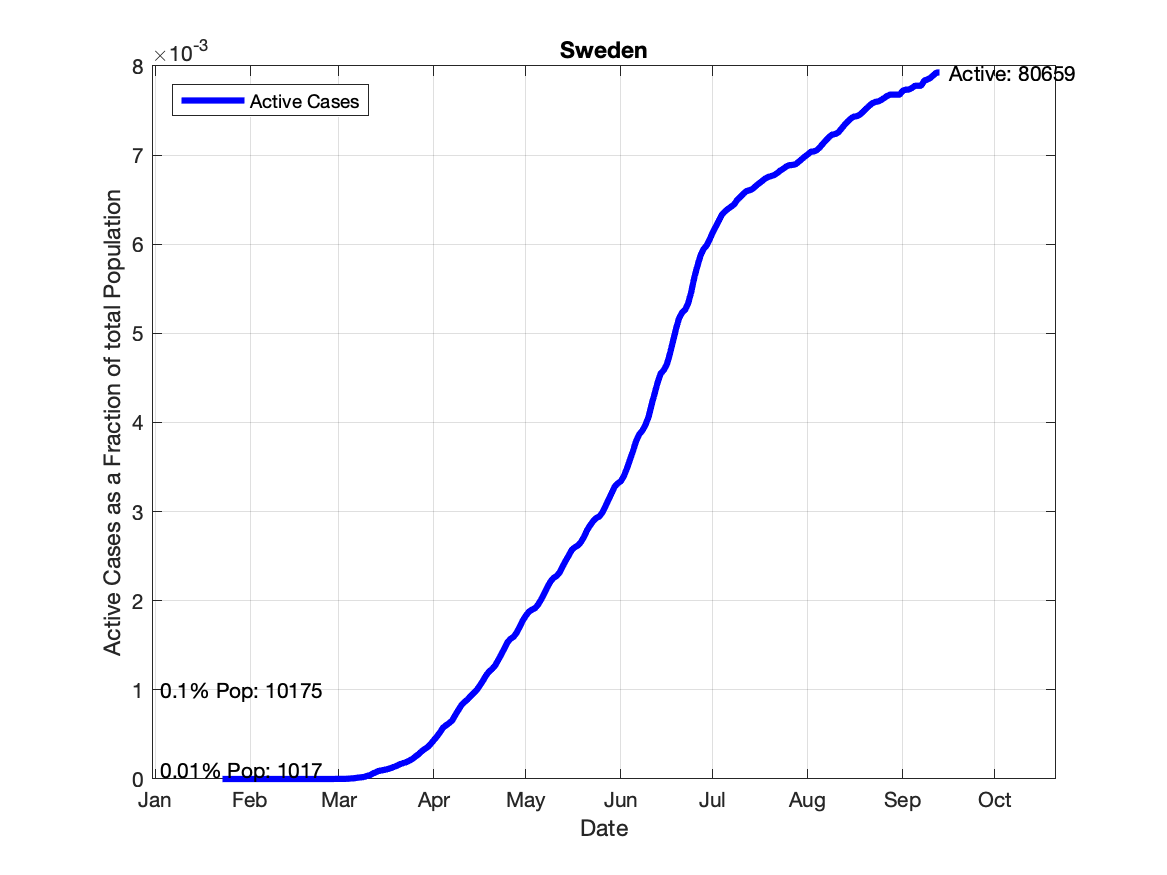 Sweden
×10-3
Active Cases
Active: 80659
8
7
6
5
4
3
2
1
0
Active Cases as a Fraction of total Population
0.1% Pop: 10175
0.01% Pop: 1017
Jan Feb Mar Apr May Jun Jul Aug Sep Oct
Date